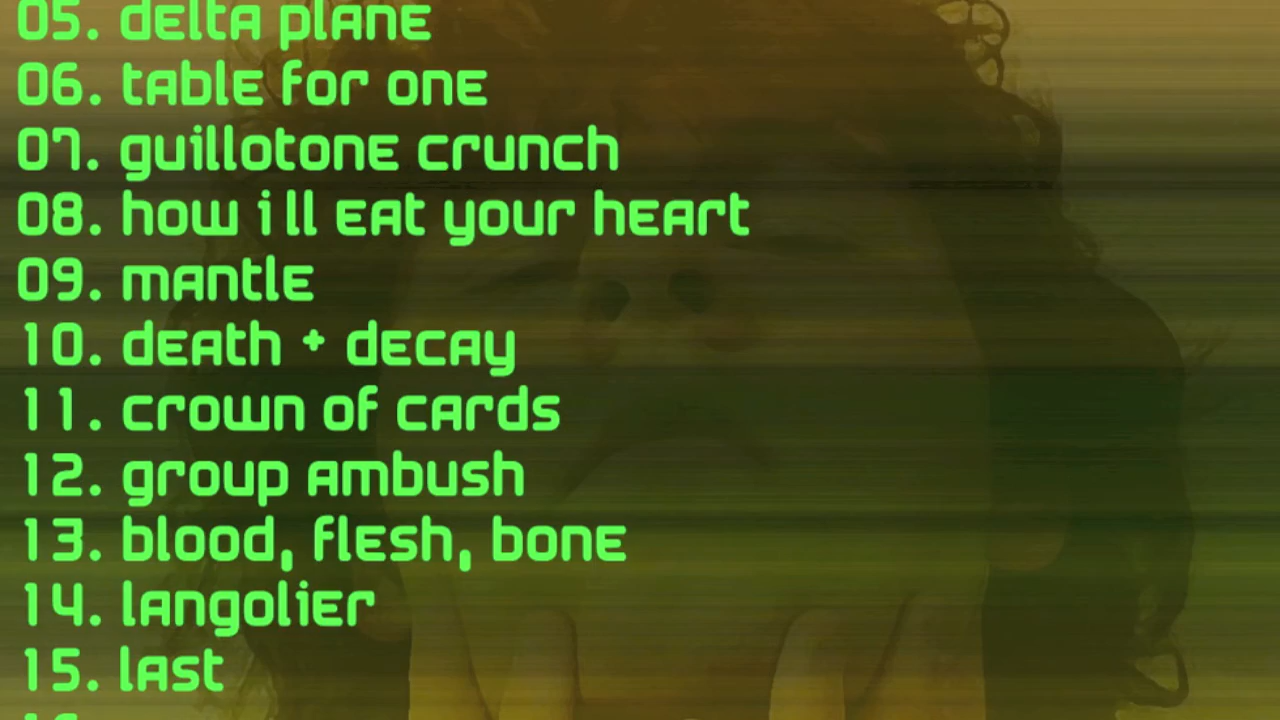 05. delta plane
06. table for one
07. guillotone crunch
08. how i ll eat your heart
09. mantle
10. death + decay
11. crown of cards
12. group ambush
13. blood, flesh, bone
14. langolier
15. last